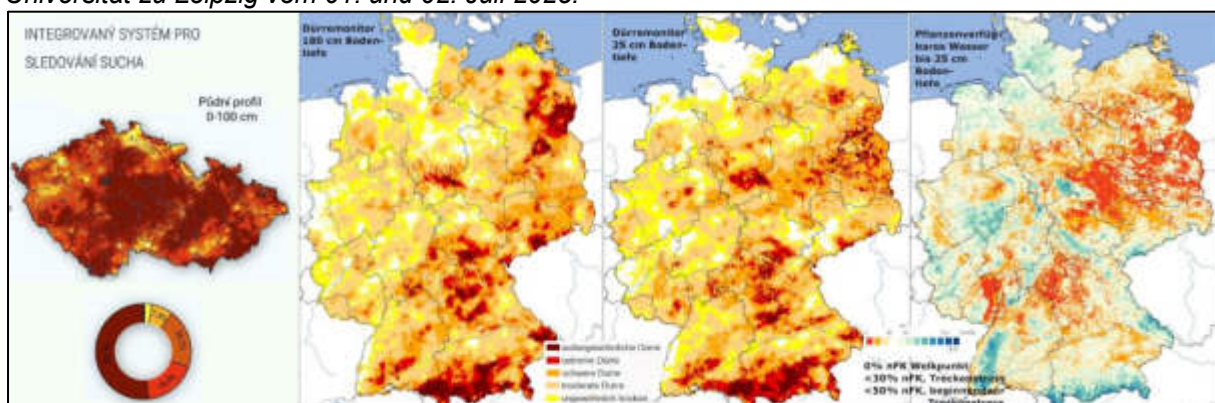 Universität zu Leipzig vom 01. und 02. Juli 2023.
INTEGROVANÝ SYSTÉM PRO
SLEDOVÁNÍ SUCHA
Půdní profil
0-100 cm
Dürremonitor
180 cm Boden-
tiefe
Dürremonitor
25 cm Boden-
tiefe
Pflanzenverfüg
bares Wasser
bis 25 cm
Boden-
tiefe
außergewöhnliche Dürre
extreme Dürre
schwere Dürre
moderate Dürre
ungewöhnlich trocken
0% nFK Welkpunkt
<30% nFK, Trockenstress
<50% nFK, beginnender
Trockenstress